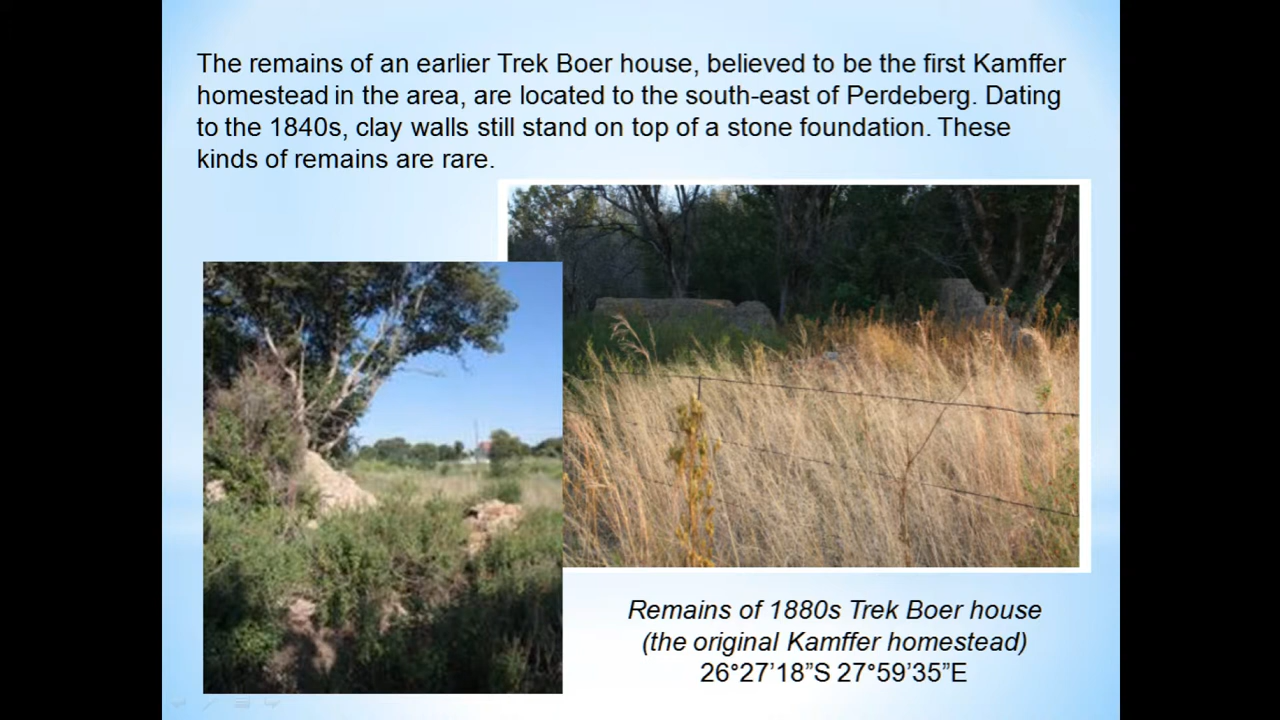 The remains of an earlier Trek Boer house, believed to be the first Kamffer
homestead in the area, are located to the south-east of Perdeberg. Dating
to the 1840s, clay walls still stand on top of a stone foundation. These
kinds of remains are rare.
Remains of 1880s Trek Boer house
(the original Kamffer homestead)
26°27’18”S 27°59’35”E